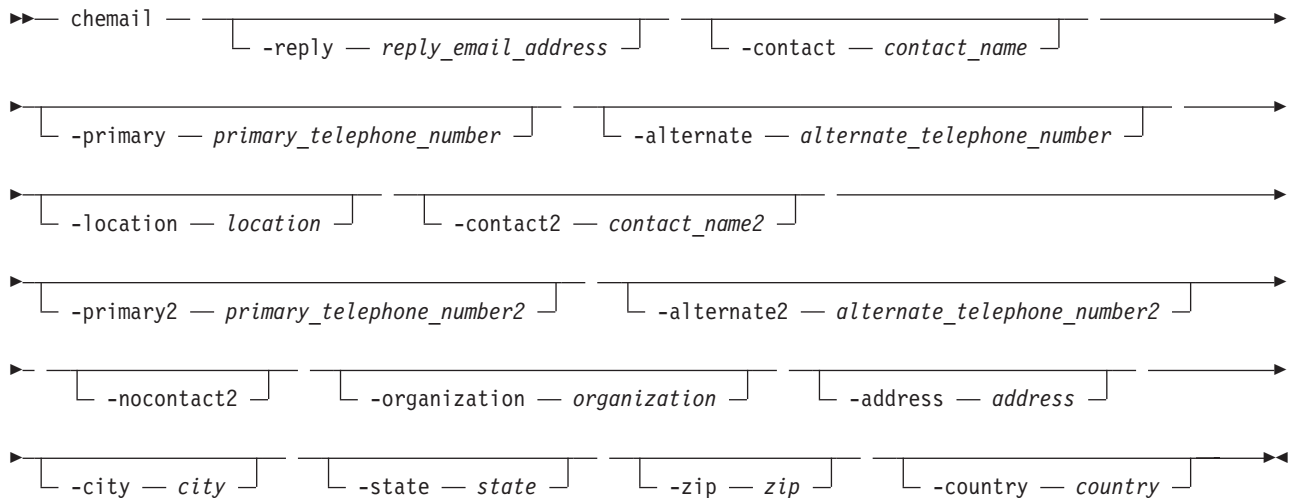 chemail
-reply reply_email_address -contact contact_name
-primary primary_telephone_number -alternate alternate_telephone_number
-location location -contact2 contact_name2
-primary2 primary_telephone_number2 -alternate2 alternate_telephone_number2
-nocontact2 -organization organization -address address
-city city -state state -zip zip -country country